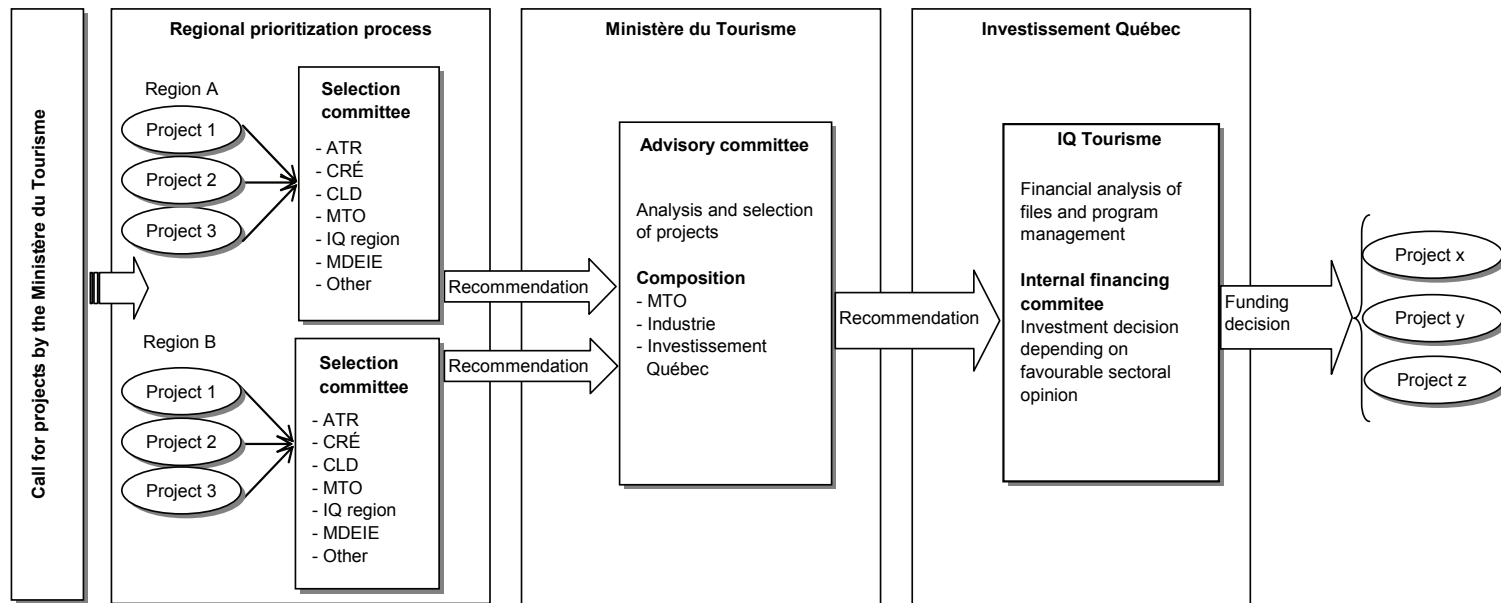 Call for projects by the Ministère du Tourisme
Regional prioritization process
Region A
Project 1
Project 2
Project 3
Selection
committee
- ATR
- CRÉ
- CLD
- MTO
- IQ region
- MDEIE
- Other
Recommendation
Region B
Project 1
Project 2
Project 3
Selection
committee
- ATR
- CRÉ
- CLD
- MTO
- IQ region
- MDEIE
- Other
Recommendation
Ministère du Tourisme
Advisory committee
Analysis and selection
of projects
Composition
- MTO
- Industrie
- Investissement
Québec
Recommendation
Investissement Québec
IQ Tourisme
Financial analysis of
files and program
management
Internal financing
commitee
Investment decision
depending on
favourable sectoral
opinion
Funding
decision
Project x
Project y
Project z